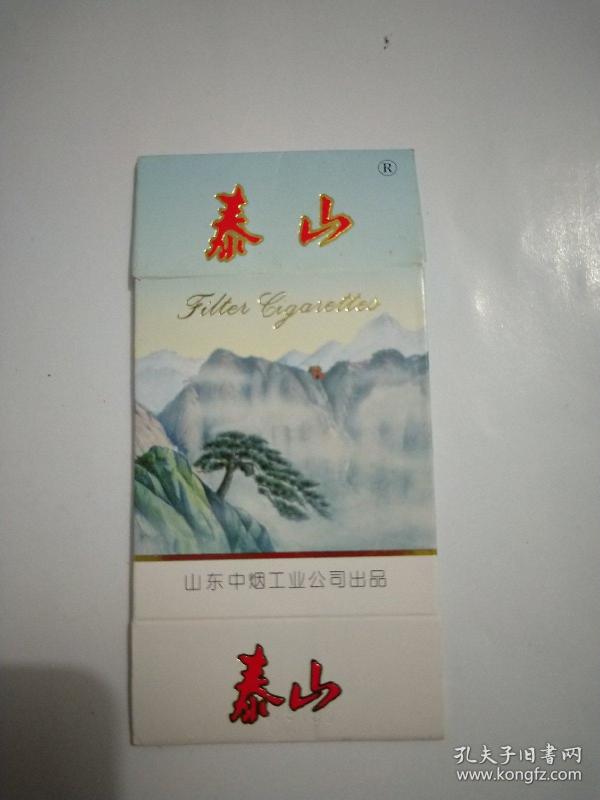 ®
泰山
Filter Cigarettes
山东中烟工业公司出品
泰山
孔夫子旧书网
www.kongfz.com